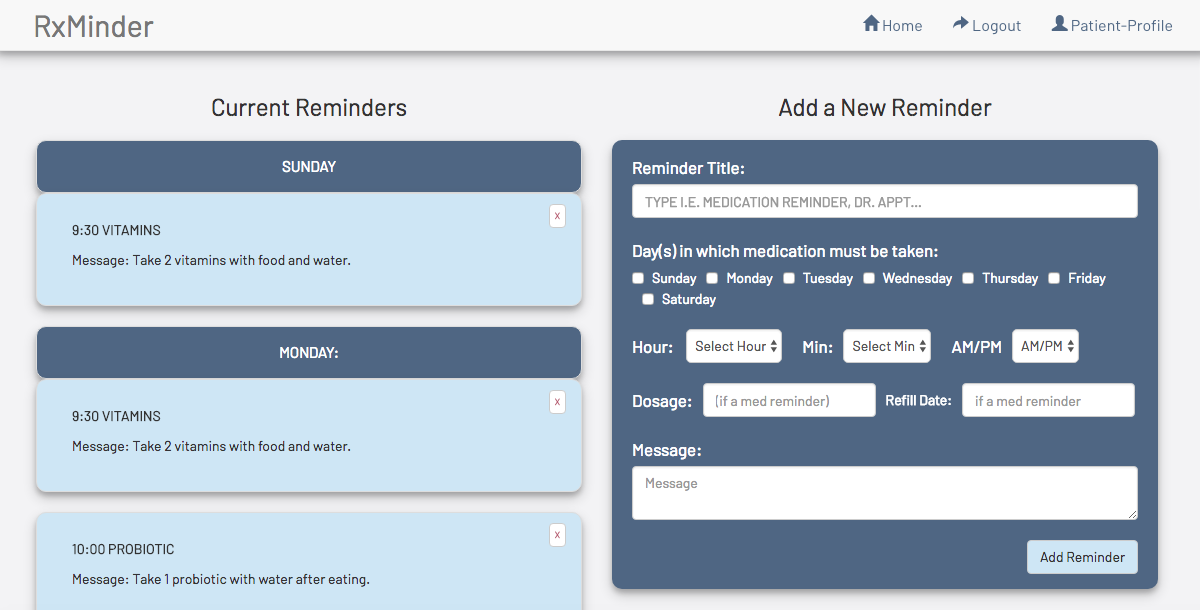 RxMinder
Home Logout Patient-Profile
Current Reminders
SUNDAY
9:30 VITAMINS
x
Message: Take 2 vitamins with food and water.
MONDAY:
9:30 VITAMINS
x
Message: Take 2 vitamins with food and water.
10:00 PROBIOTIC
x
Message: Take 1 probiotic with water after eating.
Add a New Reminder
Reminder Title:
TYPE I.E. MEDICATION REMINDER, DR. APPT...
Day(s) in which medication must be taken:
Sunday Monday Tuesday Wednesday Thursday Friday
Saturday
Hour: Select Hour Min: Select Min AM/PM AM/PM
Dosage: (if a med reminder) Refill Date: if a med reminder
Message:
Message
Add Reminder